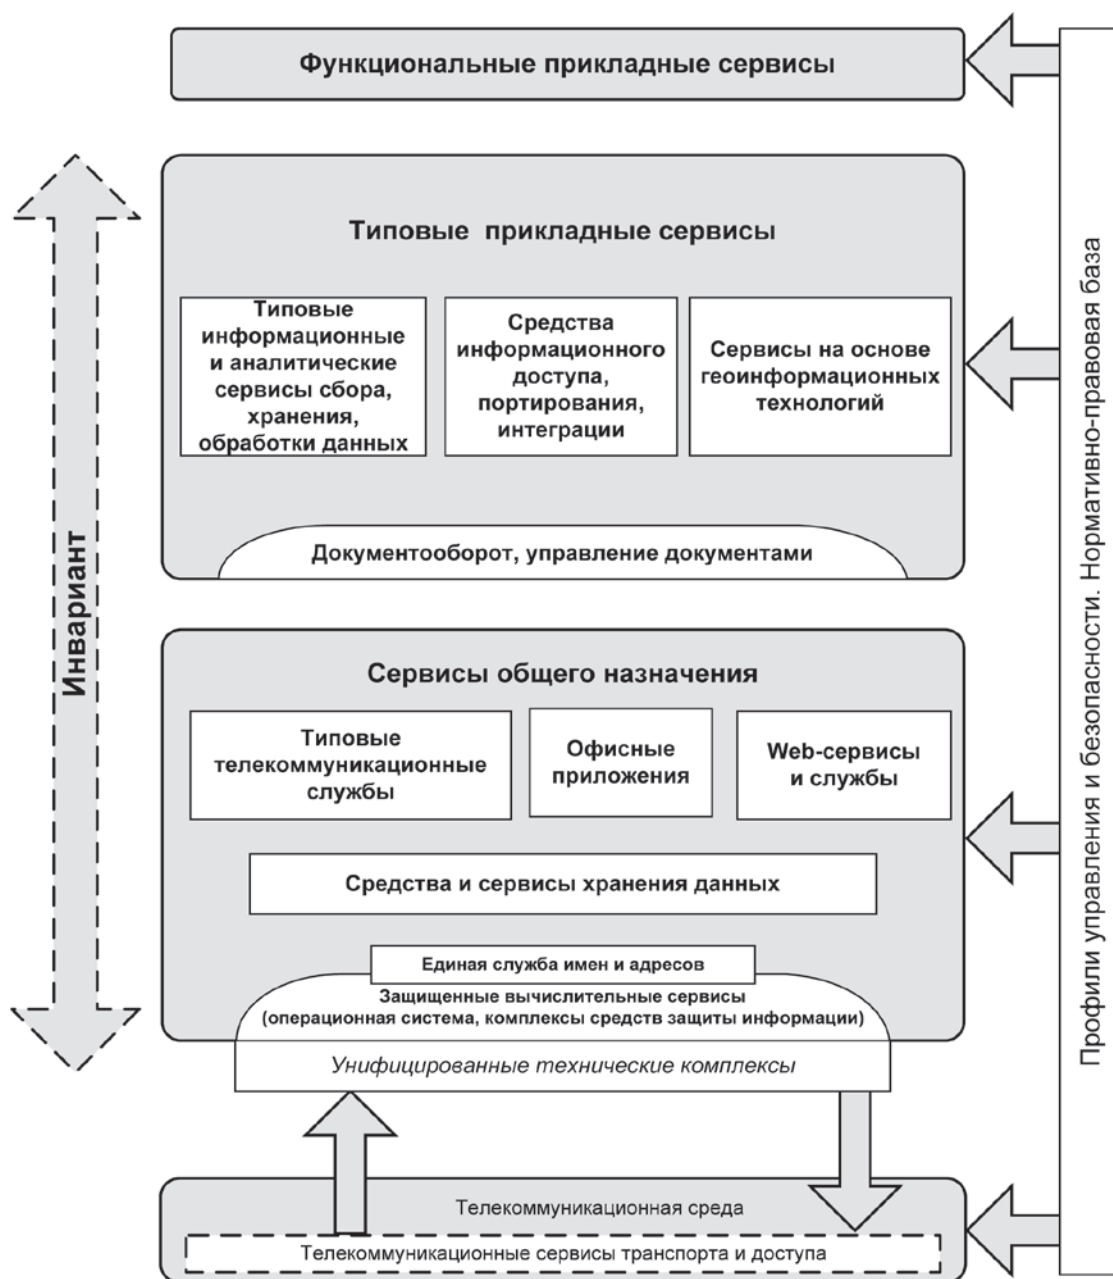 Функциональные прикладные сервисы
Типовые прикладные сервисы
Типовые
информационные
и аналитические
сервисы сбора,
хранения,
обработки данных
Средства
информационного
доступа,
портирования,
интеграции
Сервисы на основе
геоинформационных
технологий
Документооборот, управление документами
Инвариант
Сервисы общего назначения
Типовые
телекоммуникационные
службы
Офисные
приложения
Web-сервисы
и службы
Средства и сервисы хранения данных
Единая служба имен и адресов
Защищенные вычислительные сервисы
(операционная система, комплексы средств защиты информации)
Унифицированные технические комплексы
Телекоммуникационная среда
Телекоммуникационные сервисы транспорта и доступа
Профили управления и безопасности. Нормативно-правовая база